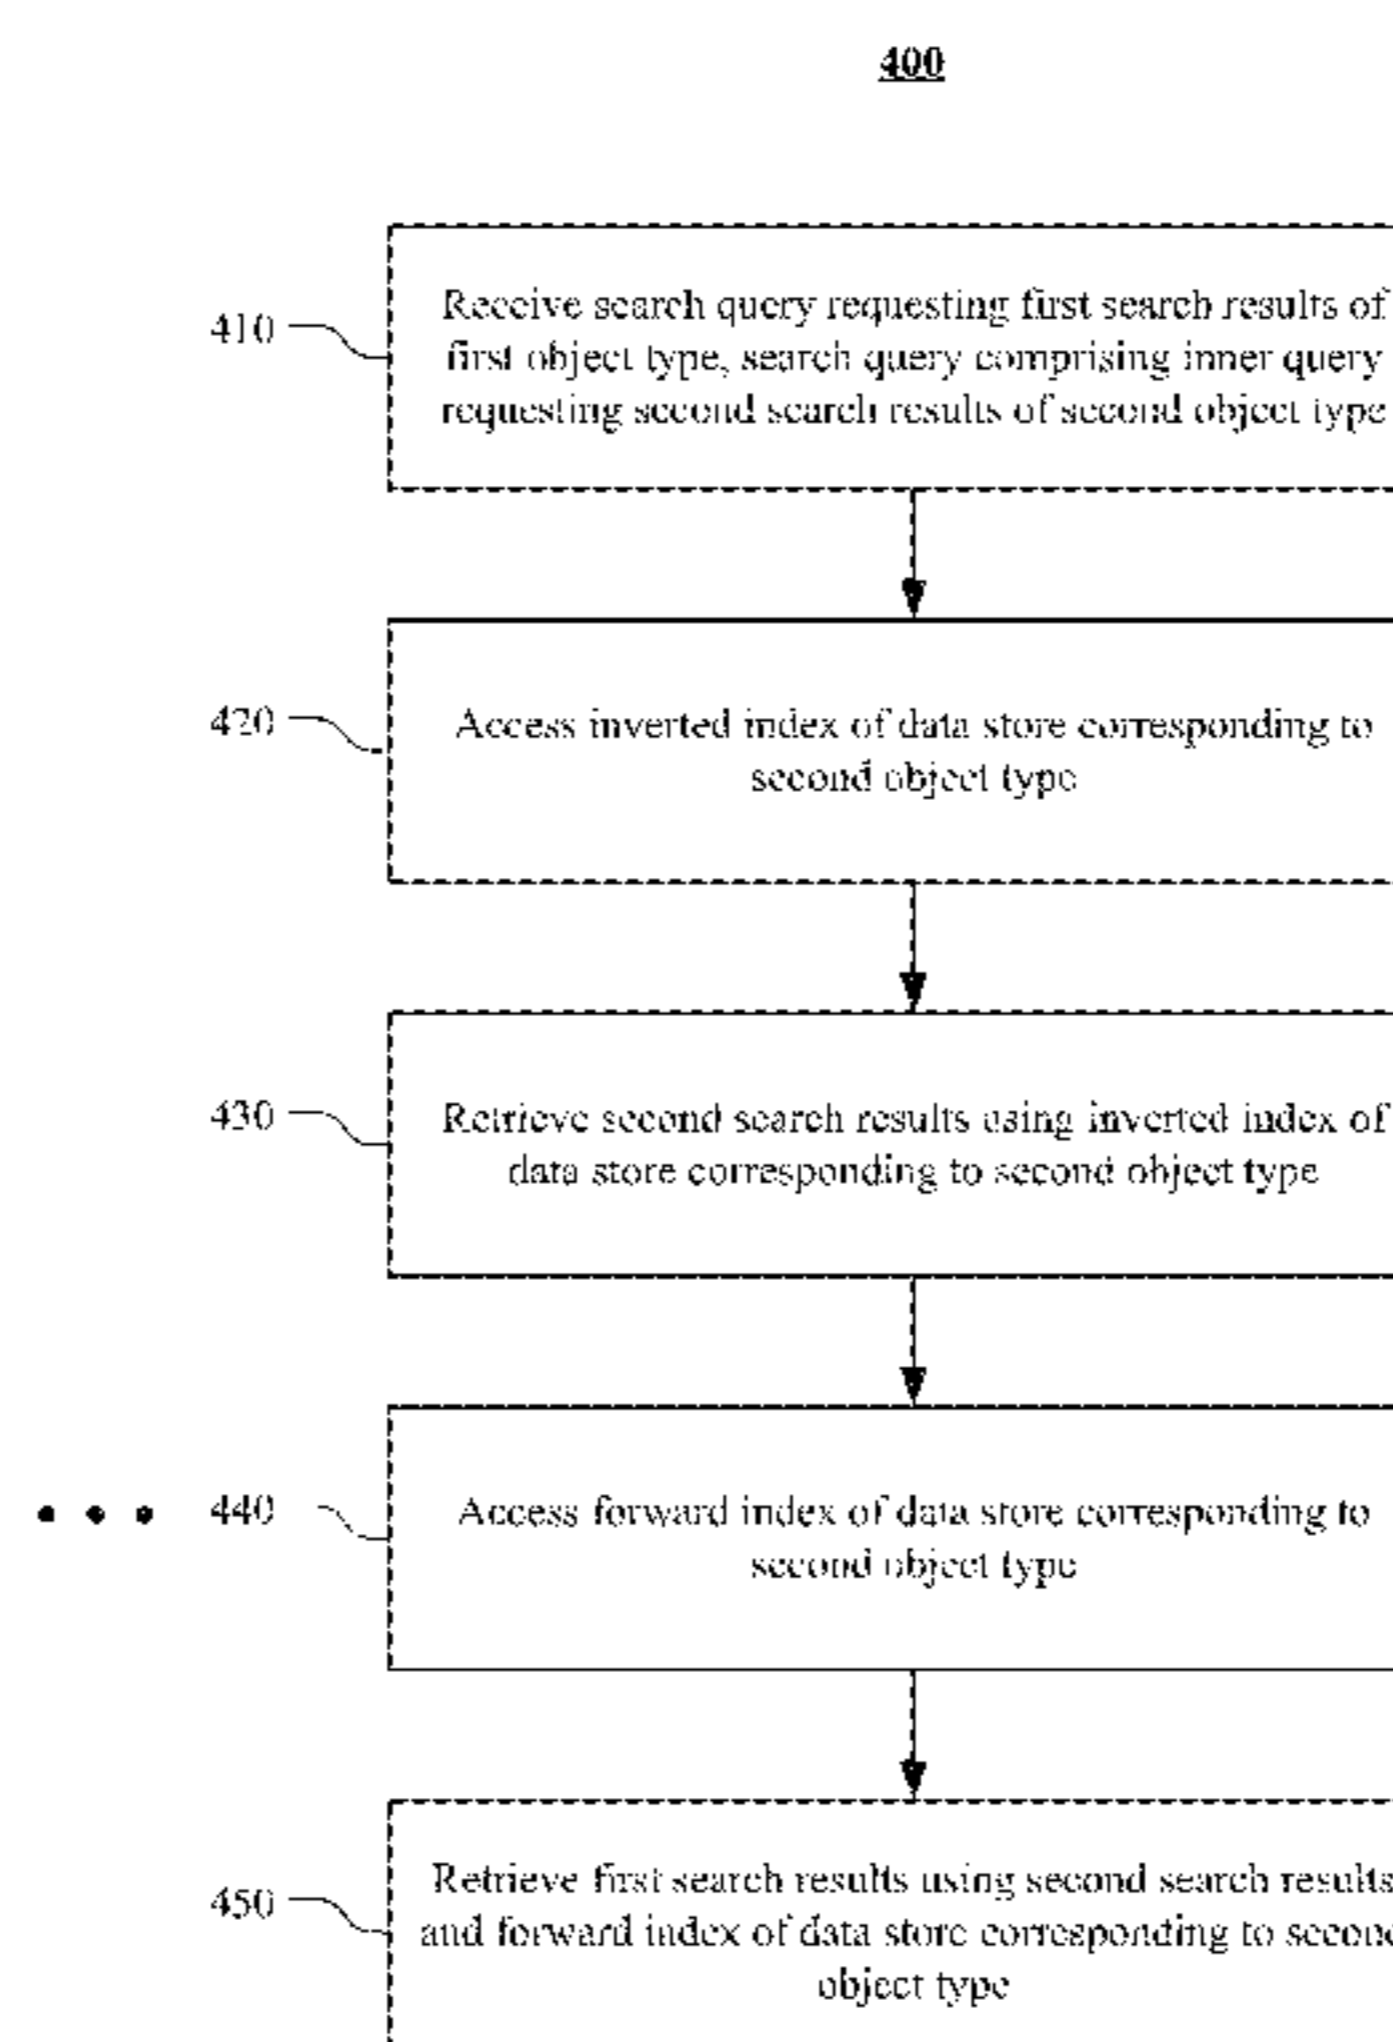 400
410
Receive search query requesting first search results of
first object type, search query comprising inner query
requesting second search results of second object type
420
Access inverted index of data store corresponding to
second object type
430
Retrieve second search results using inverted index of
data store corresponding to second object type
• • •
440
Access forward index of data store corresponding to
second object type
450
Retrieve first search results using second search results
and forward index of data store corresponding to second
object type